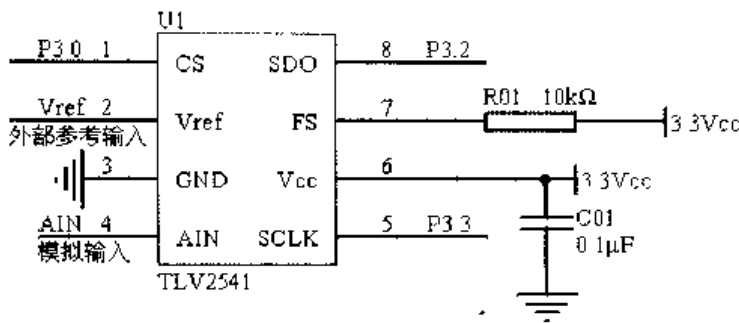 U1
P3.0 1 CS SDO 8 P3.2
Vref 2 Vref FS 7 R01 10kΩ 3.3Vcc
外部参考输入
3 GND Vcc 6 3.3Vcc
AIN 4 AIN SCLK 5 P3.3 C01
模拟输入 0.1μF
TLV2541